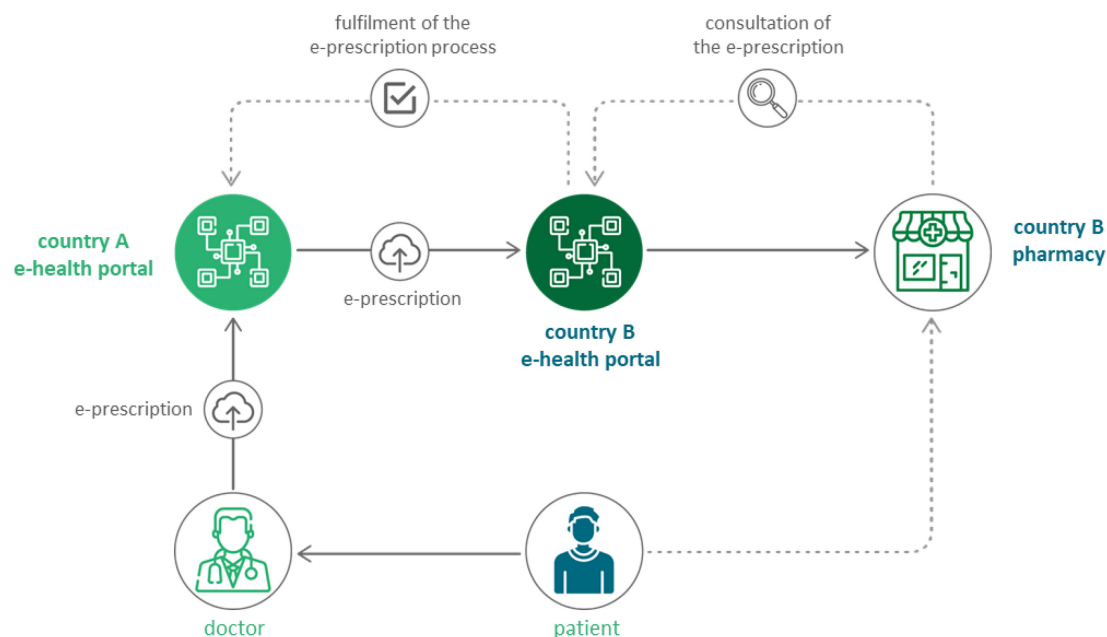 fulfilment of the
e-prescription process
consultation of
the e-prescription
country A
e-health portal
country B
pharmacy
e-prescription
country B
e-health portal
e-prescription
doctor
patient